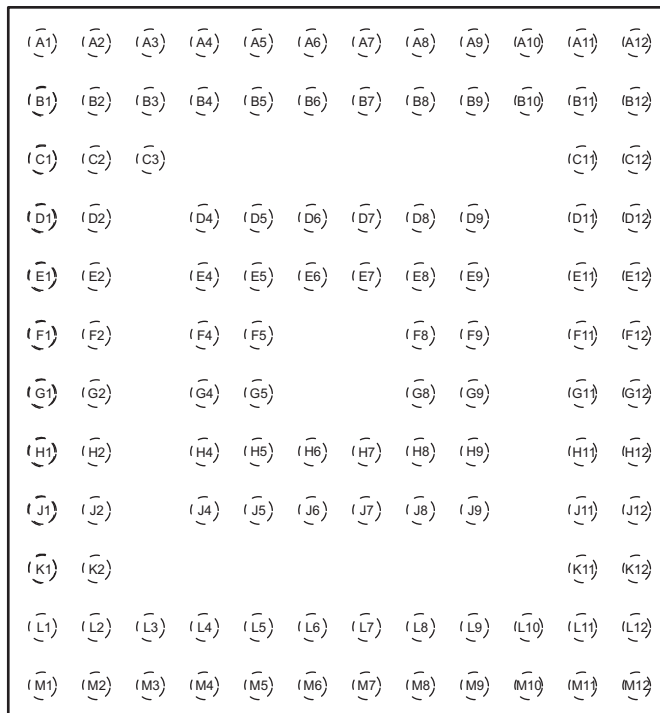 A1 A2 A3 A4 A5 A6 A7 A8 A9 A10 A11 A12
B1 B2 B3 B4 B5 B6 B7 B8 B9 B10 B11 B12
C1 C2 C3 C11 C12
D1 D2 D4 D5 D6 D7 D8 D9 D11 D12
E1 E2 E4 E5 E6 E7 E8 E9 E11 E12
F1 F2 F4 F5 F8 F9 F11 F12
G1 G2 G4 G5 G8 G9 G11 G12
H1 H2 H4 H5 H6 H7 H8 H9 H11 H12
J1 J2 J4 J5 J6 J7 J8 J9 J11 J12
K1 K2 K11 K12
L1 L2 L3 L4 L5 L6 L7 L8 L9 L10 L11 L12
M1 M2 M3 M4 M5 M6 M7 M8 M9 M10 M11 M12